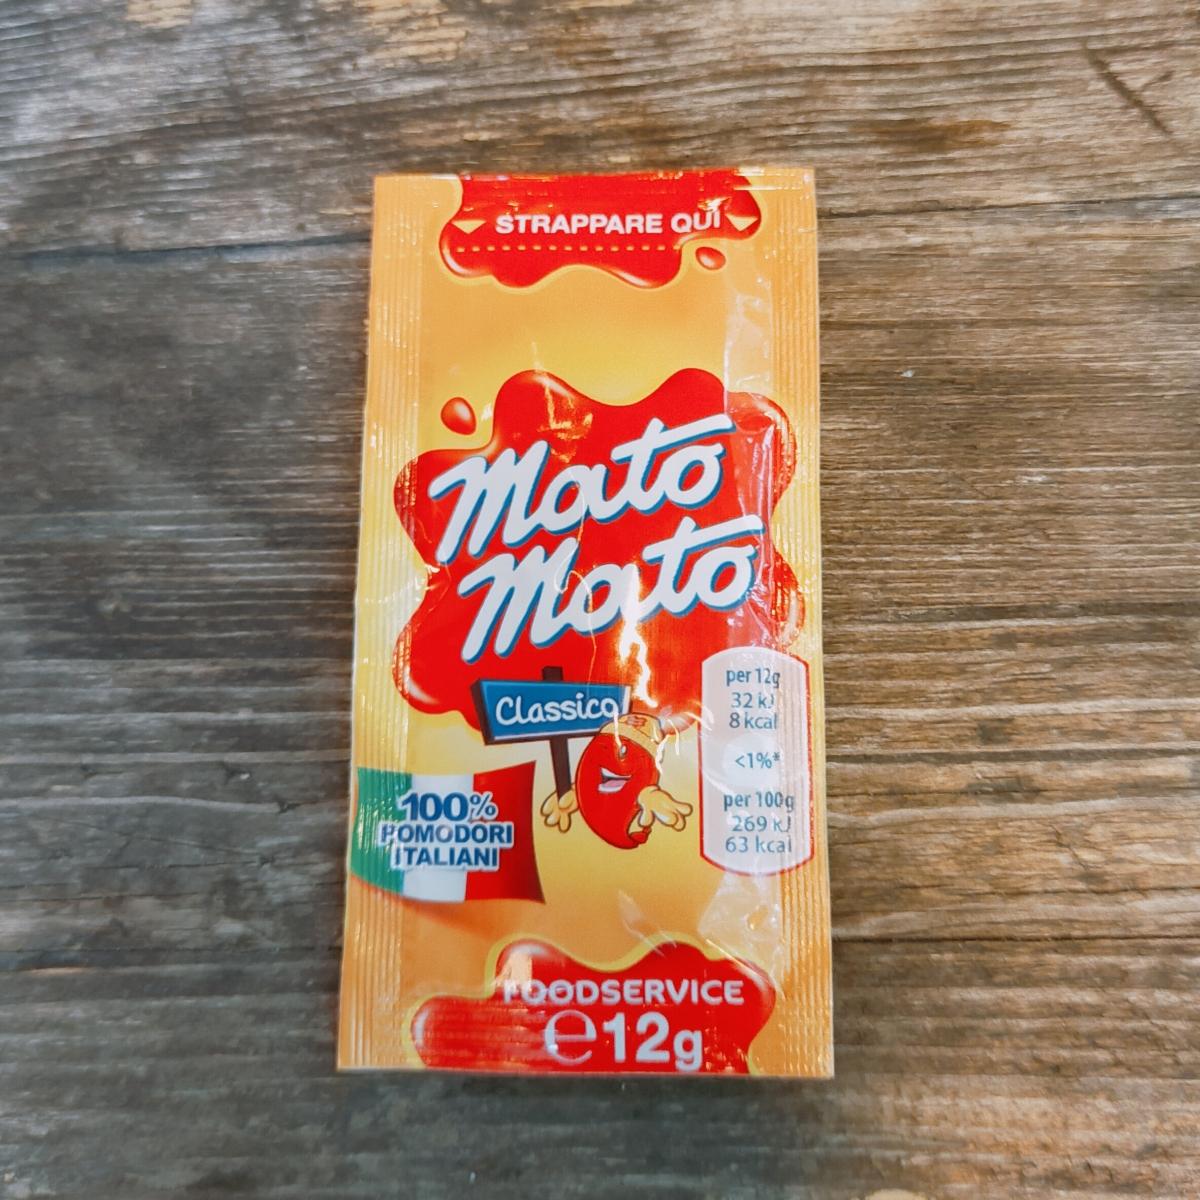 STRAPPARE QUI
Mato
Mato
Classico
per 12g
32 kJ
8 kcal
<1%*
per 100g
269 kJ
63 kcal
100%
POMODORI
ITALIANI
FOODSERVICE
℮12g